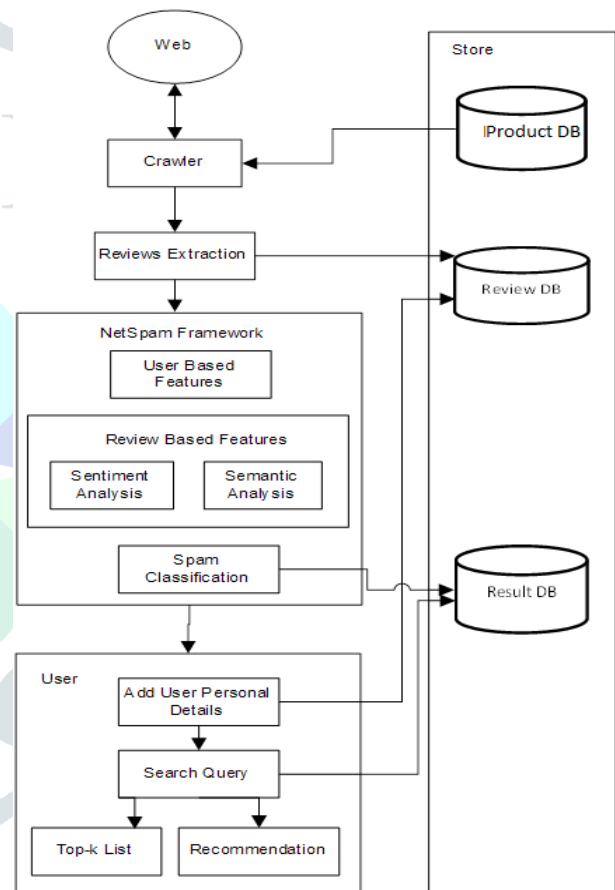 Web
Store
Product DB
Crawler
Reviews Extraction
Review DB
NetSpam Framework
User Based
Features
Review Based Features
Sentiment
Analysis
Semantic
Analysis
Spam
Classification
Result DB
User
Add User Personal
Details
Search Query
Top-k List
Recommendation